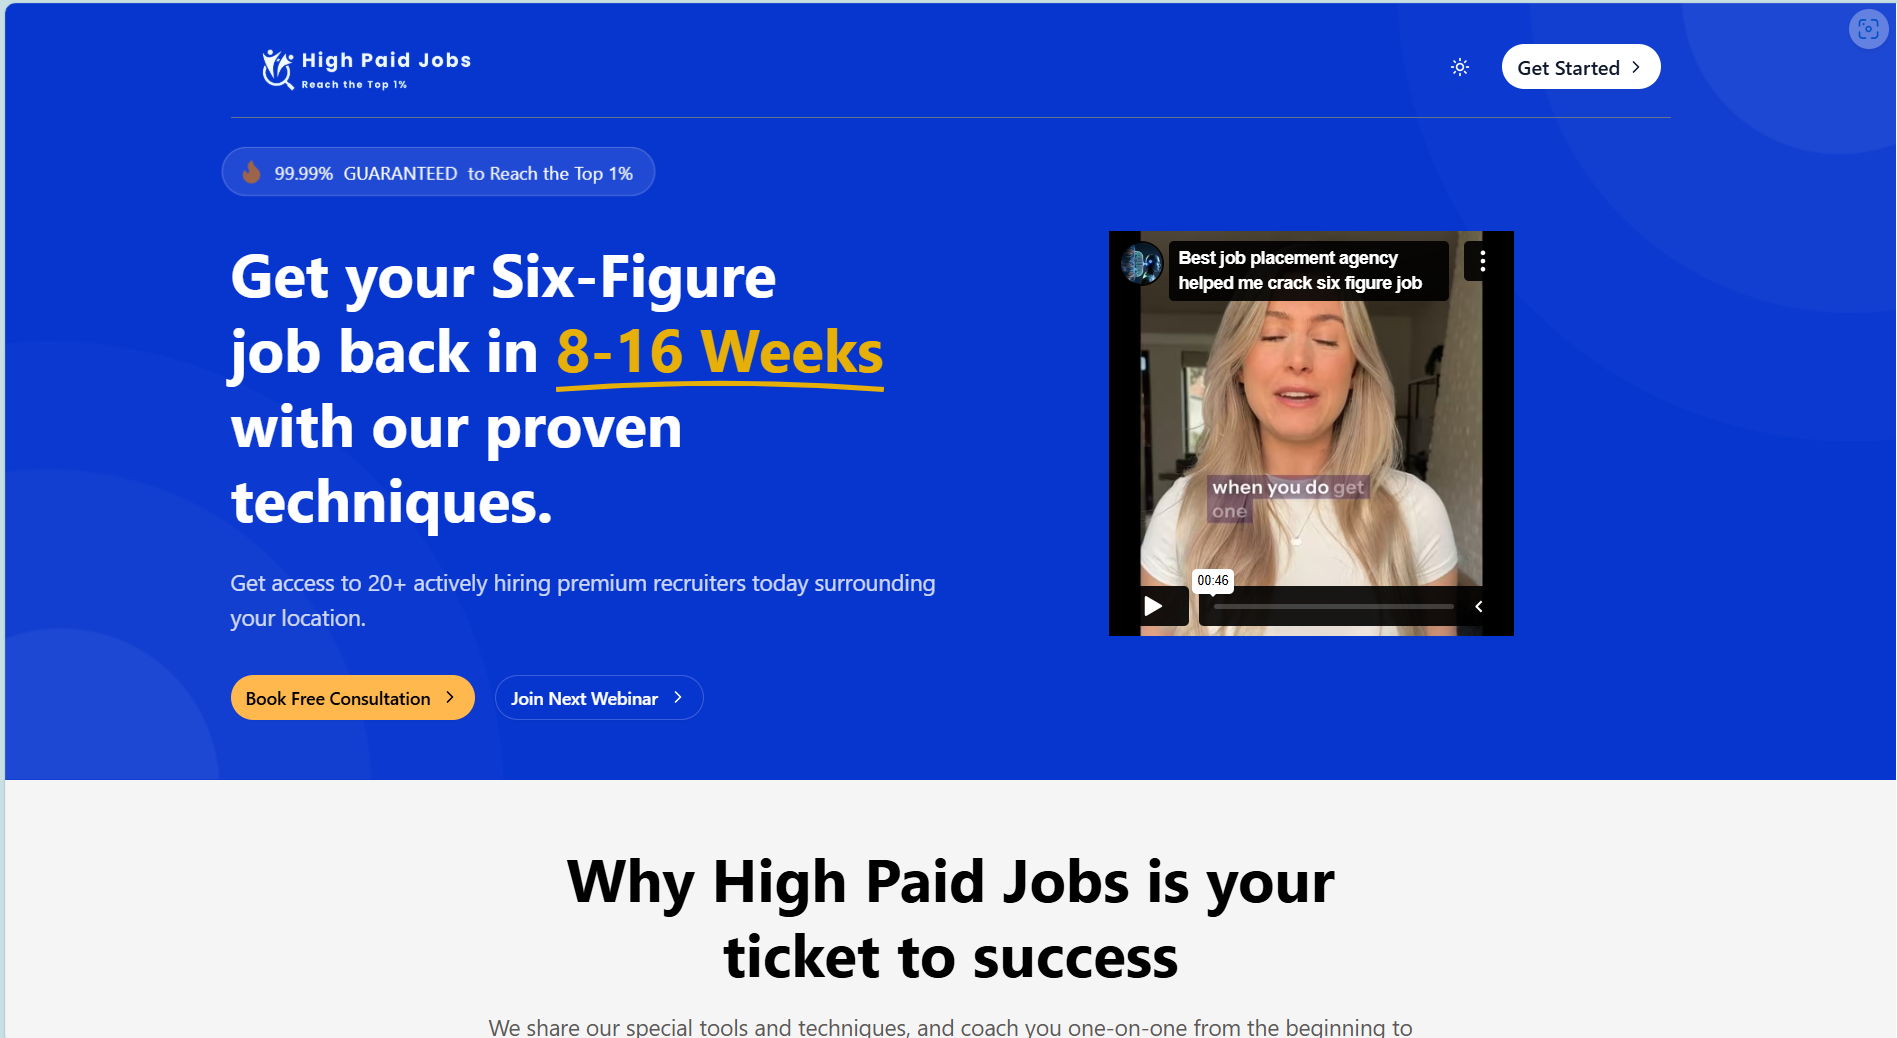 High Paid Jobs
Reach the Top 1%
Get Started
99.99% GUARANTEED to Reach the Top 1%
Get your Six-Figure
job back in 8-16 Weeks
with our proven
techniques.
Get access to 20+ actively hiring premium recruiters today surrounding
your location.
Book Free Consultation
Join Next Webinar
Best job placement agency
helped me crack six figure job
when you do get
one
00:46
Why High Paid Jobs is your
ticket to success
We share our special tools and techniques, and coach you one-on-one from the beginning to